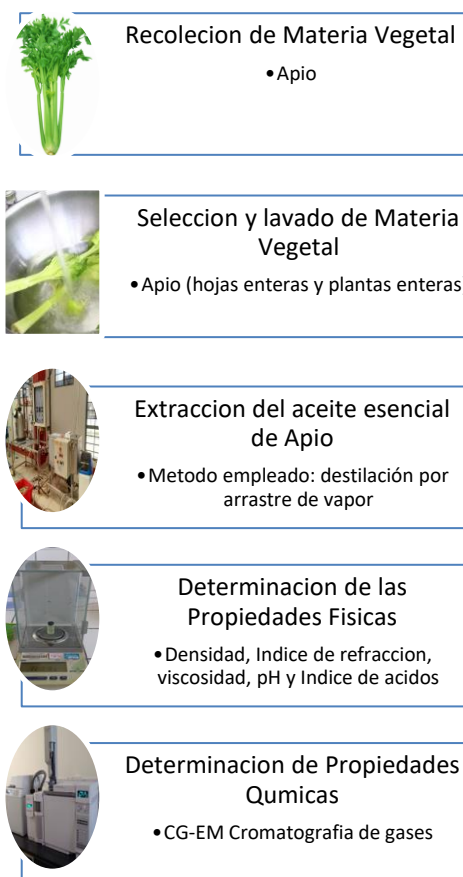 Recolecion de Materia Vegetal
•Apio
Seleccion y lavado de Materia
Vegetal
•Apio (hojas enteras y plantas enteras
Extraccion del aceite esencial
de Apio
•Metodo empleado: destilación por
arrastre de vapor
Determinacion de las
Propiedades Fisicas
•Densidad, Indice de refraccion,
viscosidad, pH y Indice de acidos
Determinacion de Propiedades
Qumicas
•CG-EM Cromatografia de gases